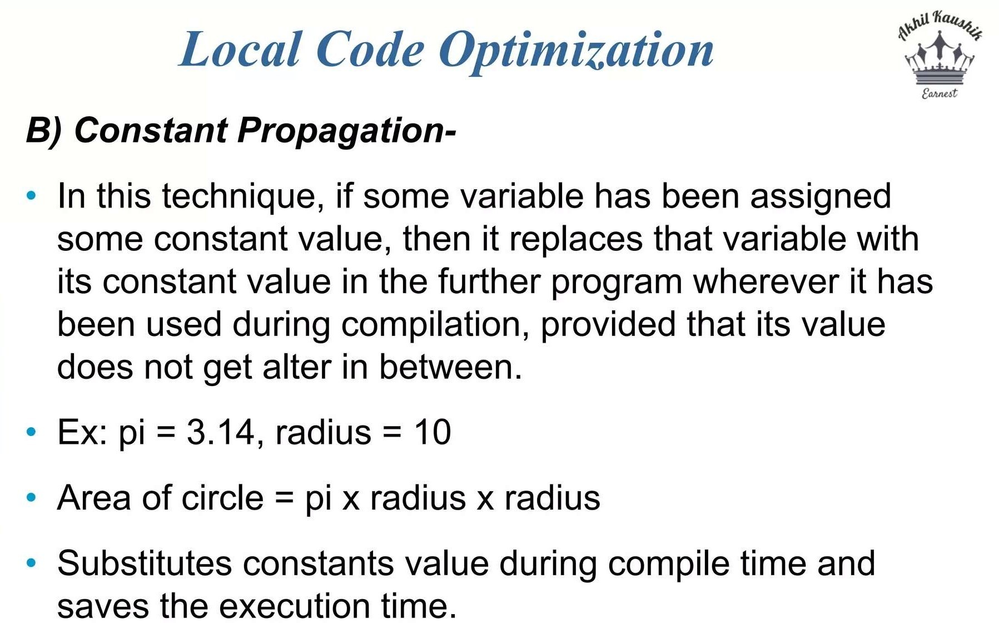 Local Code Optimization
Akhil Kaushik
Earnest
B) Constant Propagation-
• In this technique, if some variable has been assigned
some constant value, then it replaces that variable with
its constant value in the further program wherever it has
been used during compilation, provided that its value
does not get alter in between.
• Ex: pi = 3.14, radius = 10
• Area of circle = pi x radius x radius
• Substitutes constants value during compile time and
saves the execution time.